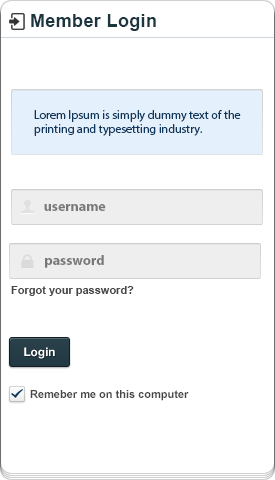 Member Login
Lorem Ipsum is simply dummy text of the
printing and typesetting industry.
username
password
Forgot your password?
Login
Remeber me on this computer